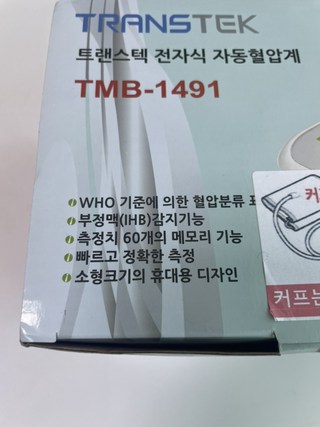 TRANSTEK
트랜스텍 전자식 자동혈압계
TMB-1491
WHO 기준에 의한 혈압분류
부정맥(IHB)감지기능
측정치 60개의 메모리 기능
빠르고 정확한 측정
소형크기의 휴대용 디자인
커프는